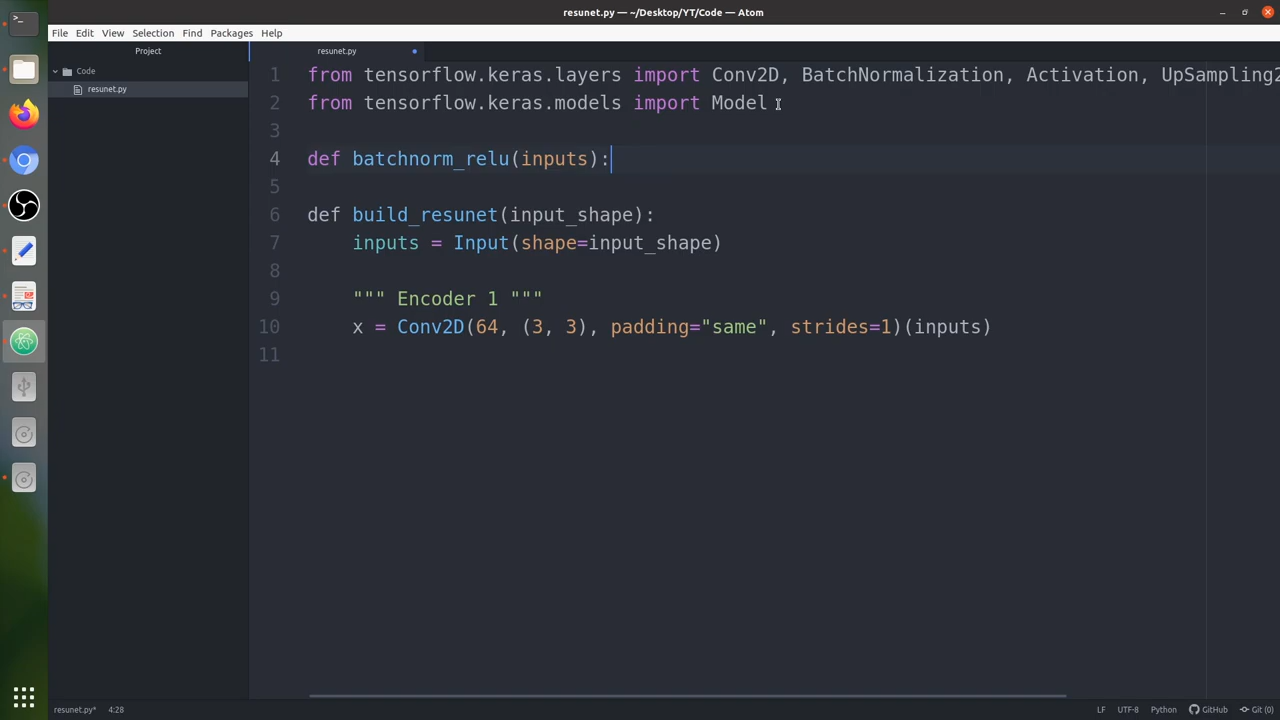 resunet.py — ~/Desktop/YT/Code — Atom
File Edit View Selection Find Packages Help
Project
resunet.py
Code
resunet.py
1 from tensorflow.keras.layers import Conv2D, BatchNormalization, Activation, UpSampling2
2 from tensorflow.keras.models import Model
3
4 def batchnorm_relu(inputs):
5
6 def build_resunet(input_shape):
7 inputs = Input(shape=input_shape)
8
9 """ Encoder 1 """
10 x = Conv2D(64, (3, 3), padding="same", strides=1)(inputs)
11
resunet.py* 4:28 LF UTF-8 Python GitHub Git (0)